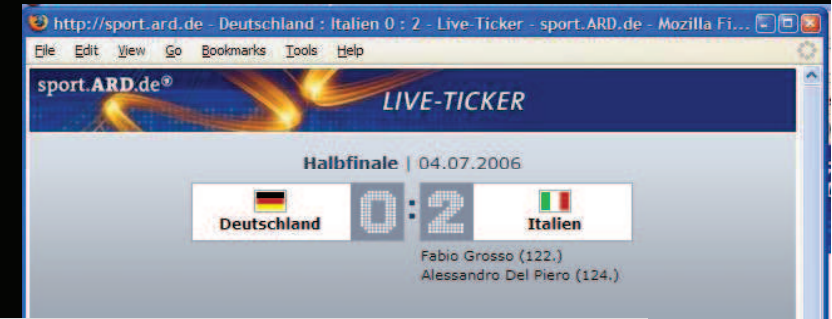 http://sport.ard.de - Deutschland : Italien 0 : 2 - Live-Ticker - sport.ARD.de - Mozilla Fi...
File Edit View Go Bookmarks Tools Help
sport.ARD.de®
LIVE-TICKER
Halbfinale | 04.07.2006
Deutschland 0:2 Italien
Fabio Grosso (122.)
Alessandro Del Piero (124.)